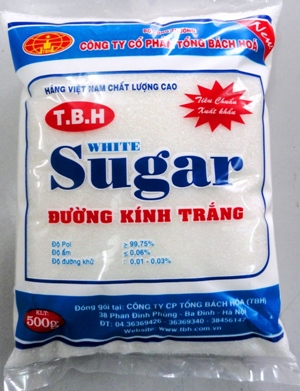 CÔNG TY CỔ PHẦN TỔNG BÁCH HOÁ
New
HÀNG VIỆT NAM CHẤT LƯỢNG CAO
T.B.H
Tiêu Chuẩn
Xuất khẩu
WHITE
Sugar
ĐƯỜNG KÍNH TRẮNG
Độ Pol ≥ 99,75%
Độ ẩm ≤ 0,06%
Độ đường khử : 0,01 - 0,03%
KLT:
500g
Đóng gói tại: CÔNG TY CP TỔNG BÁCH HÓA (TBH)
38 Phan Đình Phùng - Ba Đình - Hà Nội
ĐT: 04.36369426 - 36369340 - 38456147
Website: www.tbh.com.vn